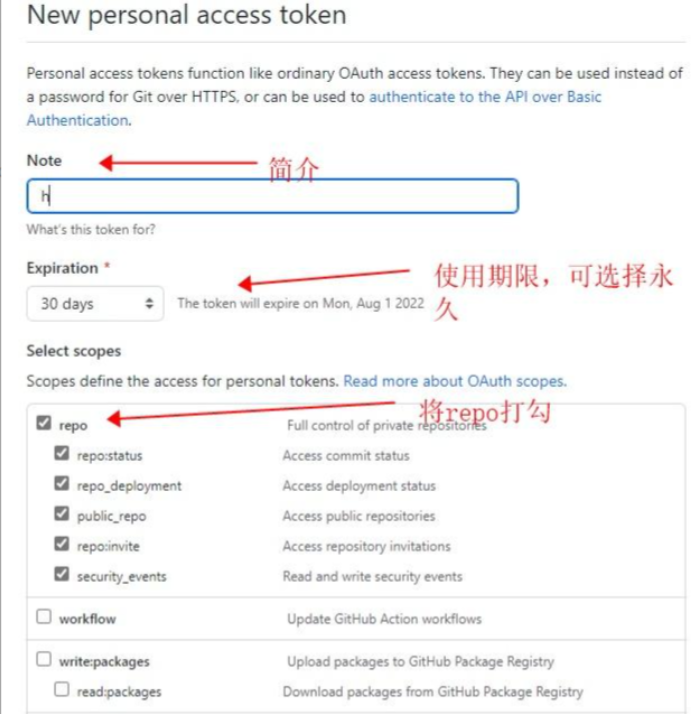 New personal access token
Personal access tokens function like ordinary OAuth access tokens. They can be used instead of
a password for Git over HTTPS, or can be used to authenticate to the API over Basic
Authentication.
Note
简介
h
What's this token for?
Expiration *
使用期限，可选择永
久
30 days
The token will expire on Mon, Aug 1 2022
Select scopes
Scopes define the access for personal tokens. Read more about OAuth scopes.
将repo打勾
repo Full control of private repositories
repo:status Access commit status
repo_deployment Access deployment status
public_repo Access public repositories
repo:invite Access repository invitations
security_events Read and write security events
workflow Update GitHub Action workflows
write:packages Upload packages to GitHub Package Registry
read:packages Download packages from GitHub Package Registry